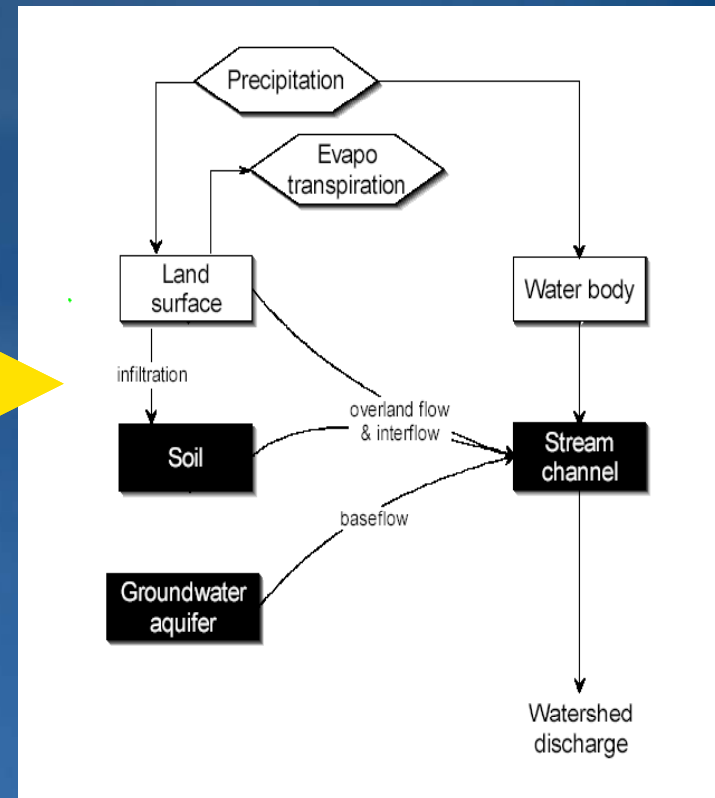 Precipitation
Evapo
transpiration
Land
surface
Water body
infiltration
overland flow
& interflow
Soil
Stream
channel
baseflow
Groundwater
aquifer
Watershed
discharge